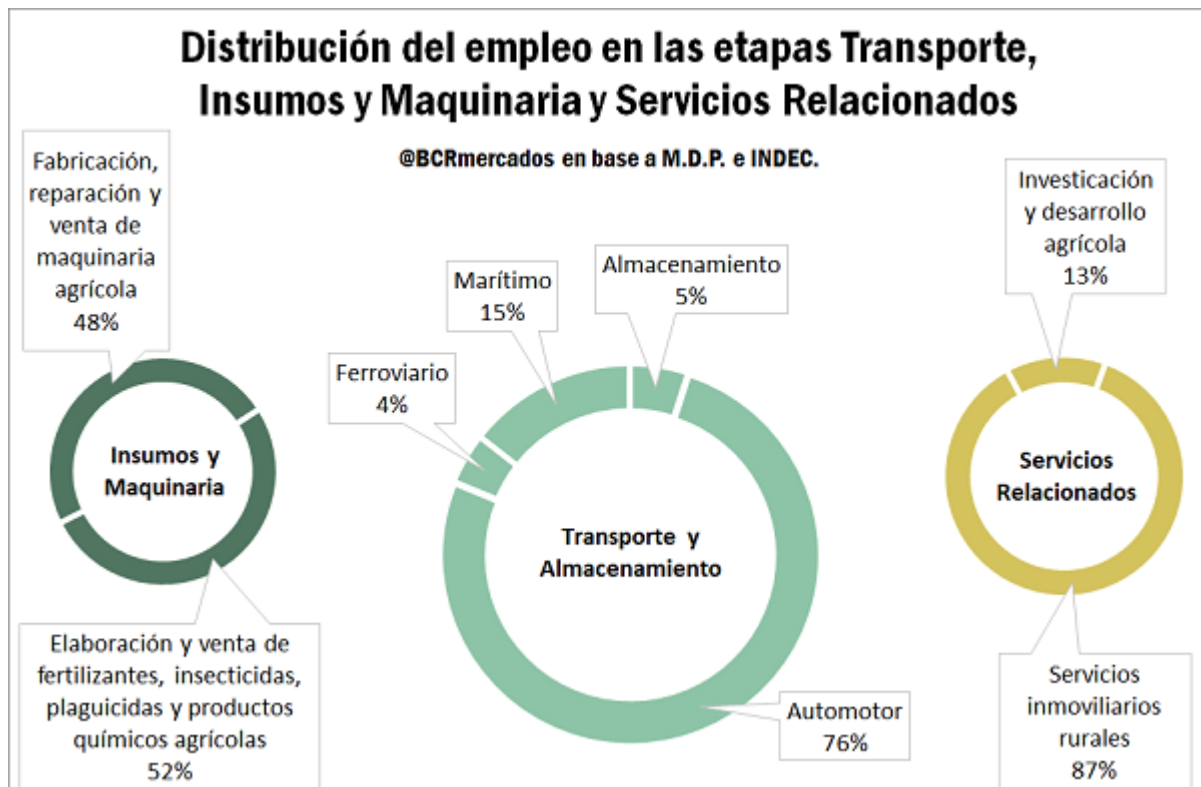 Distribución del empleo en las etapas Transporte,
Insumos y Maquinaria y Servicios Relacionados
@BCRmercados en base a M.D.P. e INDEC.
Fabricación,
reparación y
venta de
maquinaria
agrícola
48%
Insumos y
Maquinaria
Elaboración y venta de
fertilizantes, insecticidas,
plaguicidas y productos
químicos agrícolas
52%
Marítimo
15%
Almacenamiento
5%
Ferroviario
4%
Transporte y
Almacenamiento
Automotor
76%
Investicación
y desarrollo
agrícola
13%
Servicios
Relacionados
Servicios
inmoviliarios
rurales
87%